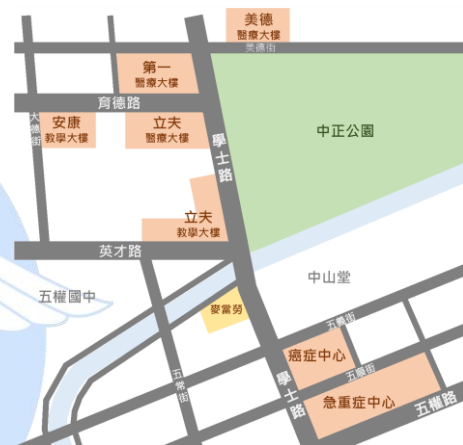 美德
醫療大樓
美德街
第一
醫療大樓
育德路
大德街
安康
教學大樓
立夫
醫療大樓
學士路
中正公園
立夫
教學大樓
英才路
五權國中
中山堂
麥當勞
五義街
五常街
癌症中心
五順街
學士路
急重症中心
五權路